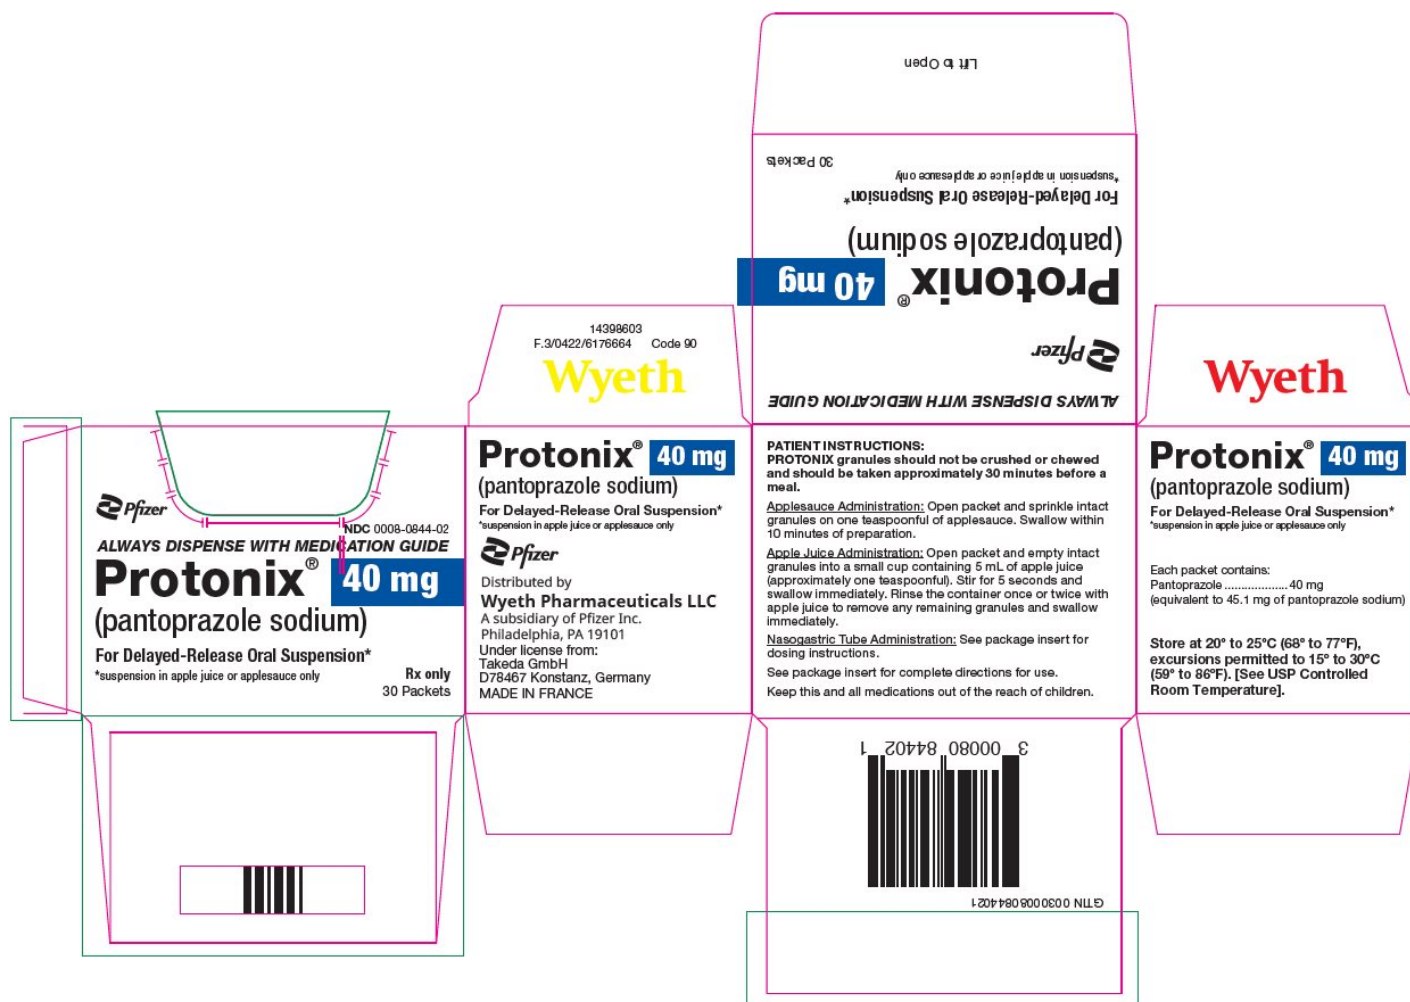 Lift to Open
30 Packets
*suspension in apple juice or applesauce only
For Delayed-Release Oral Suspension*
(pantoprazole sodium)
Protonix® 40 mg
Pfizer
ALWAYS DISPENSE WITH MEDICATION GUIDE
14398603
F.3/0422/6176664 Code 90
Wyeth
Wyeth
Pfizer
NDC 0008-0844-02
ALWAYS DISPENSE WITH MEDICATION GUIDE
Protonix® 40 mg
(pantoprazole sodium)
For Delayed-Release Oral Suspension*
*suspension in apple juice or applesauce only
Rx only
30 Packets
Protonix® 40 mg
(pantoprazole sodium)
For Delayed-Release Oral Suspension*
*suspension in apple juice or applesauce only
Pfizer
Distributed by
Wyeth Pharmaceuticals LLC
A subsidiary of Pfizer Inc.
Philadelphia, PA 19101
Under license from:
Takeda GmbH
D78467 Konstanz, Germany
MADE IN FRANCE
PATIENT INSTRUCTIONS:
PROTONIX granules should not be crushed or chewed
and should be taken approximately 30 minutes before a
meal.
Applesauce Administration: Open packet and sprinkle intact
granules on one teaspoonful of applesauce. Swallow within
10 minutes of preparation.
Apple Juice Administration: Open packet and empty intact
granules into a small cup containing 5 mL of apple juice
(approximately one teaspoonful). Stir for 5 seconds and
swallow immediately. Rinse the container once or twice with
apple juice to remove any remaining granules and swallow
immediately.
Nasogastric Tube Administration: See package insert for
dosing instructions.
See package insert for complete directions for use.
Keep this and all medications out of the reach of children.
Protonix® 40 mg
(pantoprazole sodium)
For Delayed-Release Oral Suspension*
*suspension in apple juice or applesauce only
Each packet contains:
Pantoprazole ................... 40 mg
(equivalent to 45.1 mg of pantoprazole sodium)
Store at 20° to 25°C (68° to 77°F),
excursions permitted to 15° to 30°C
(59° to 86°F). [See USP Controlled
Room Temperature].
3 00080 84402 1
GTIN 00300080844021